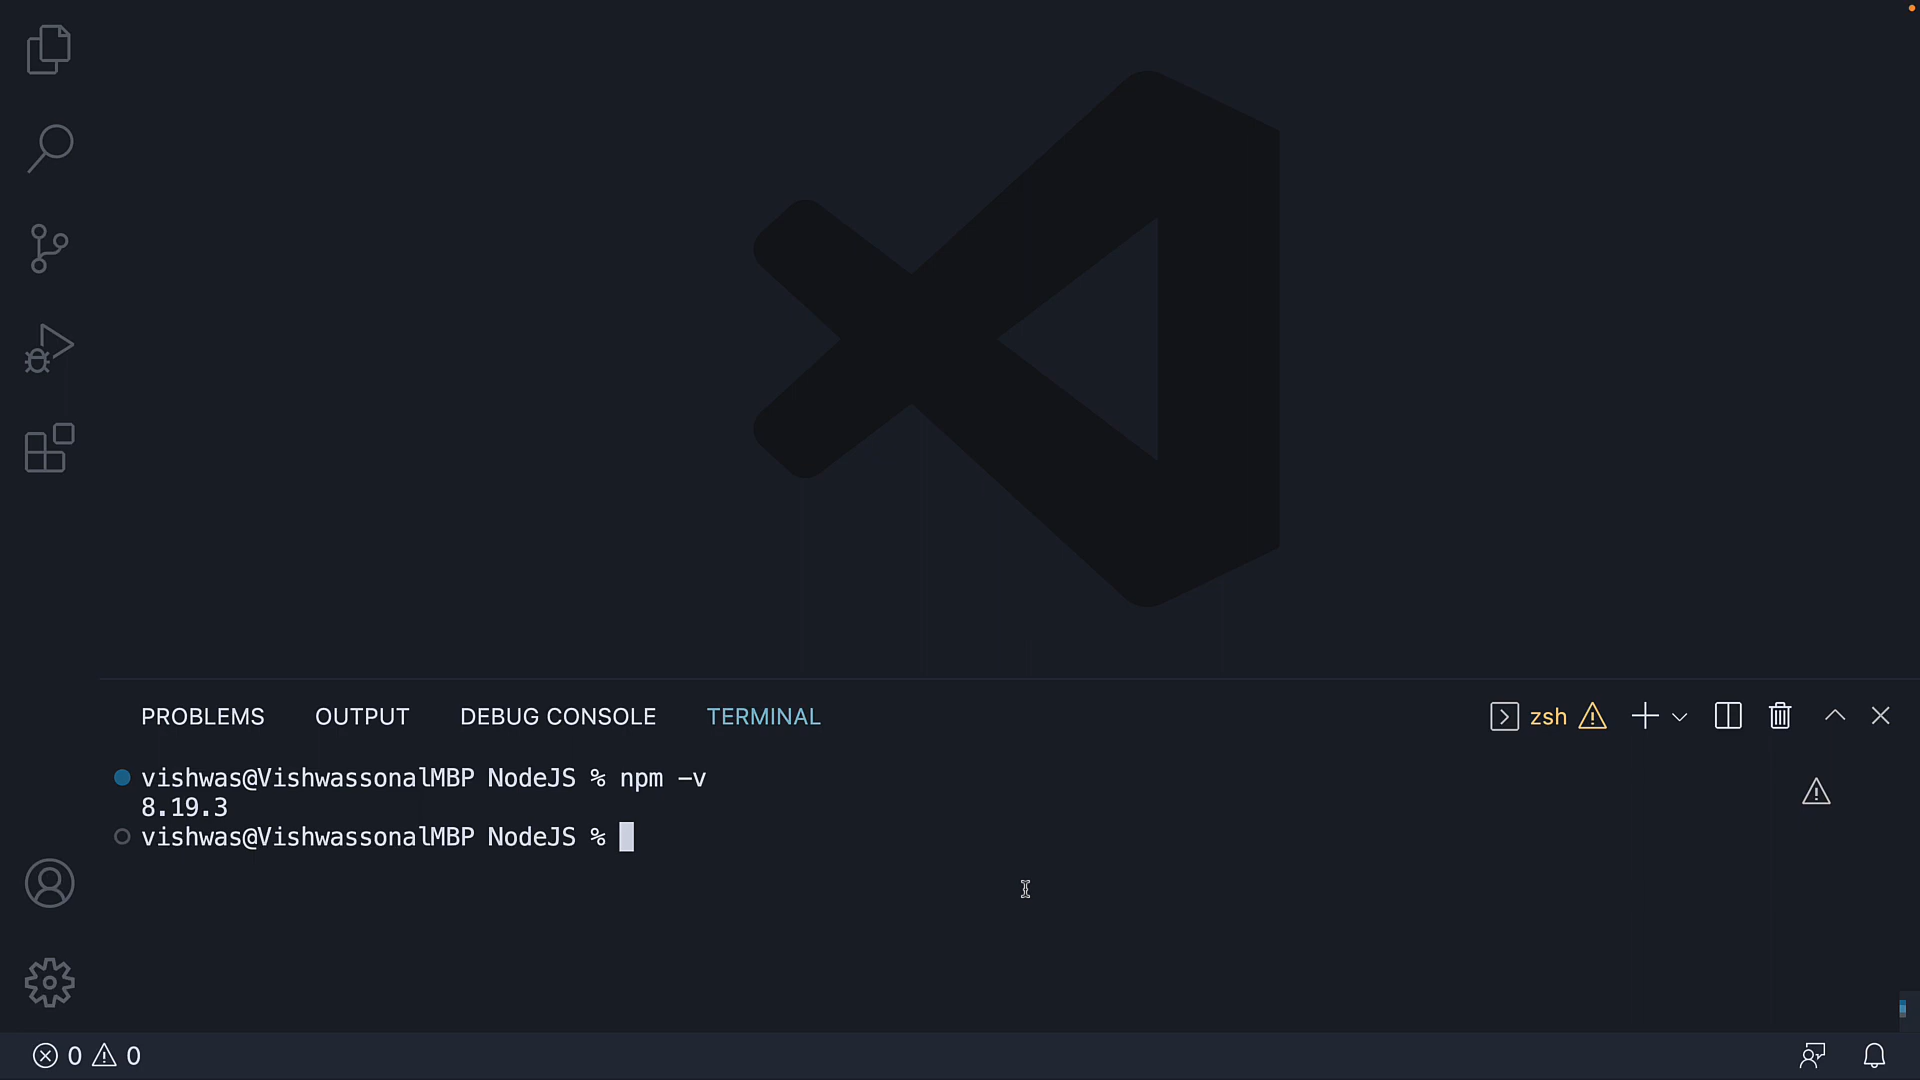 PROBLEMS OUTPUT DEBUG CONSOLE TERMINAL zsh
vishwas@VishwassonalMBP NodeJS % npm -v
8.19.3
vishwas@VishwassonalMBP NodeJS %
0 0